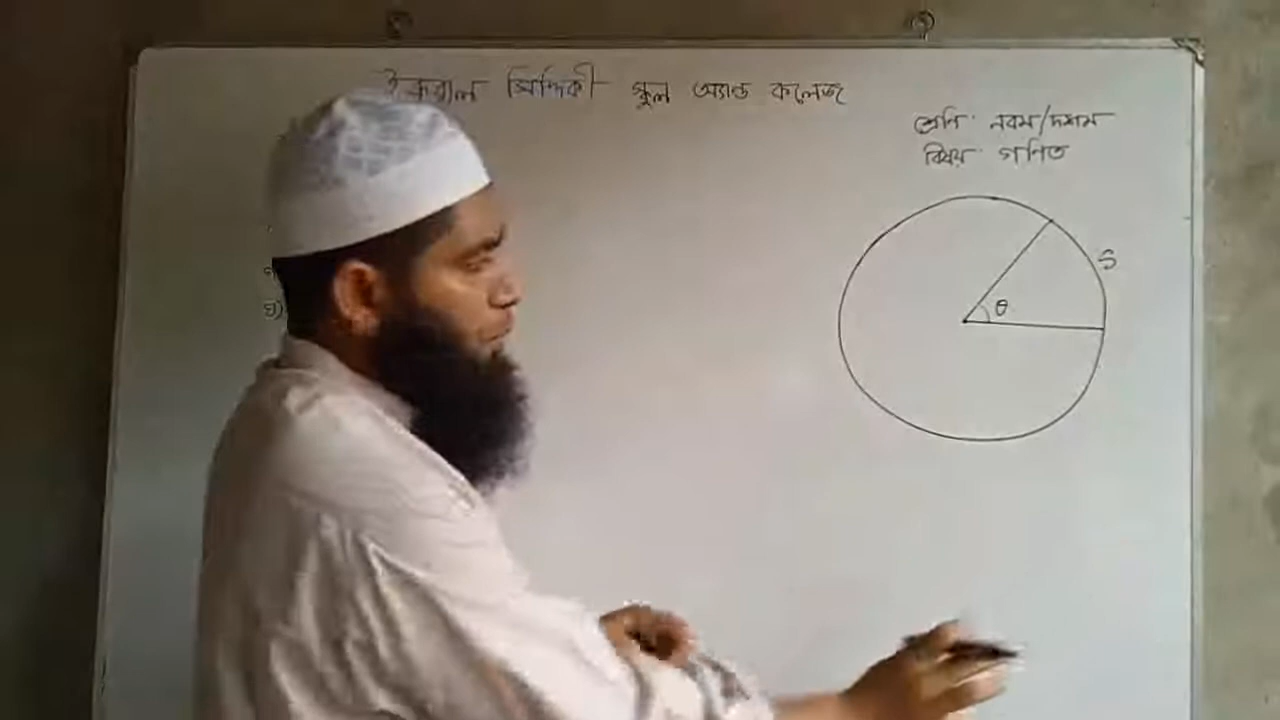 ইকবাল সিদ্দিকী স্কুল অ্যান্ড কলেজ
শ্রেণি: নবম/দশম
বিষয়: গণিত
S
θ